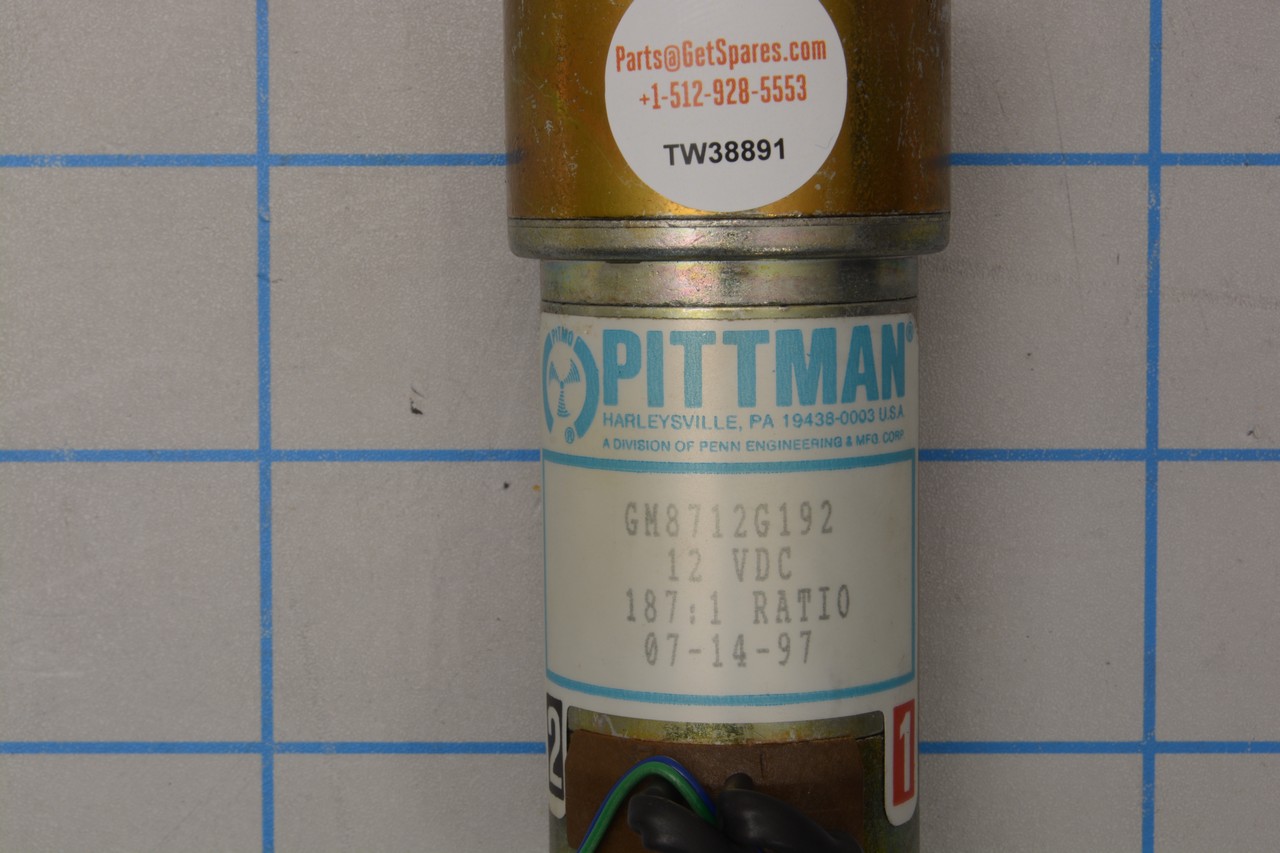 Parts@GetSpares.com
+1-512-928-5553
TW38891
PITMO
®
PITTMAN®
HARLEYSVILLE, PA 19438-0003 U.S.A
A DIVISION OF PENN ENGINEERING & MFG. CORP.
GM8712G192
12 VDC
187:1 RATIO
07-14-97
2
1